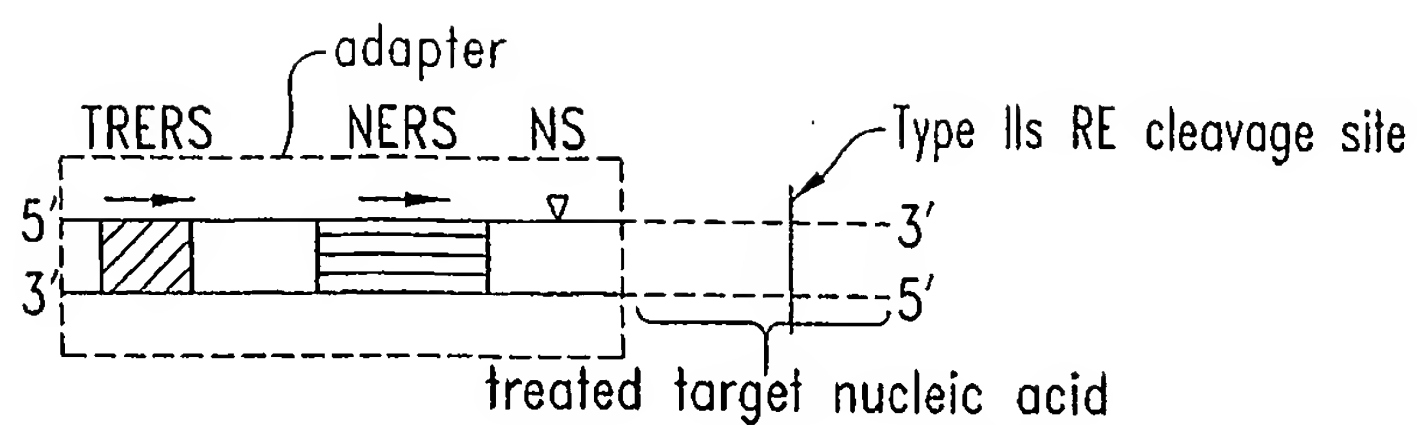 adapter
TRERS NERS NS
Type IIs RE cleavage site
5' 3'
3' 5'
treated target nucleic acid